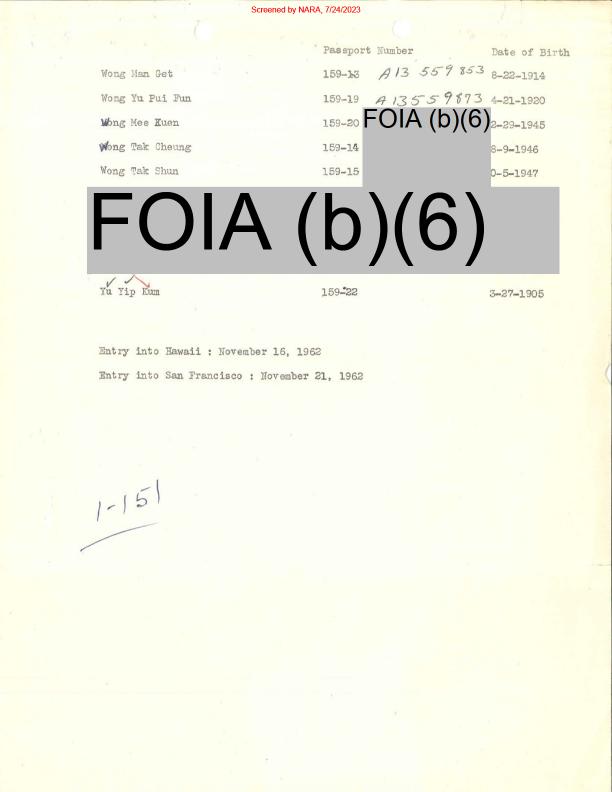 Screened by NARA, 7/24/2023
Passport Number Date of Birth
Wong Man Get 159-13 A13 559 853 8-22-1914
Wong Yu Pui Fun 159-19 A13559873 4-21-1920
Wong Mee Kuen 159-20 FOIA (b)(6) 2-29-1945
Wong Tak Cheung 159-14 8-9-1946
Wong Tak Shun 159-15 0-5-1947
FOIA (b)(6)
Yu Yip Kum 159-22 3-27-1905
Entry into Hawaii : November 16, 1962
Entry into San Francisco : November 21, 1962
1-151